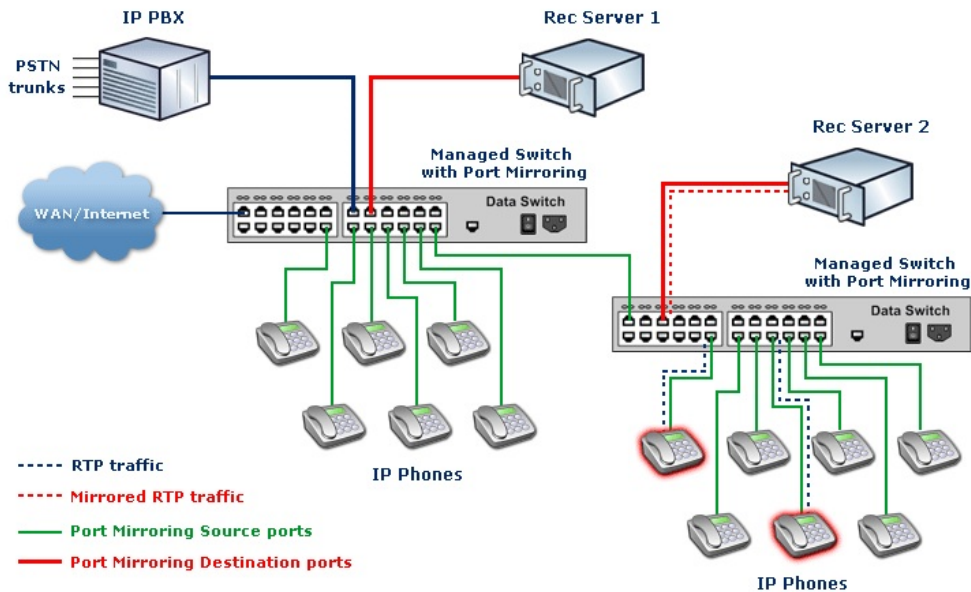 IP PBX
Rec Server 1
PSTN
trunks
Rec Server 2
Managed Switch
with Port Mirroring
Data Switch
WAN/Internet
Managed Switch
with Port Mirroring
Data Switch
IP Phones
RTP traffic
Mirrored RTP traffic
Port Mirroring Source ports
Port Mirroring Destination ports
IP Phones